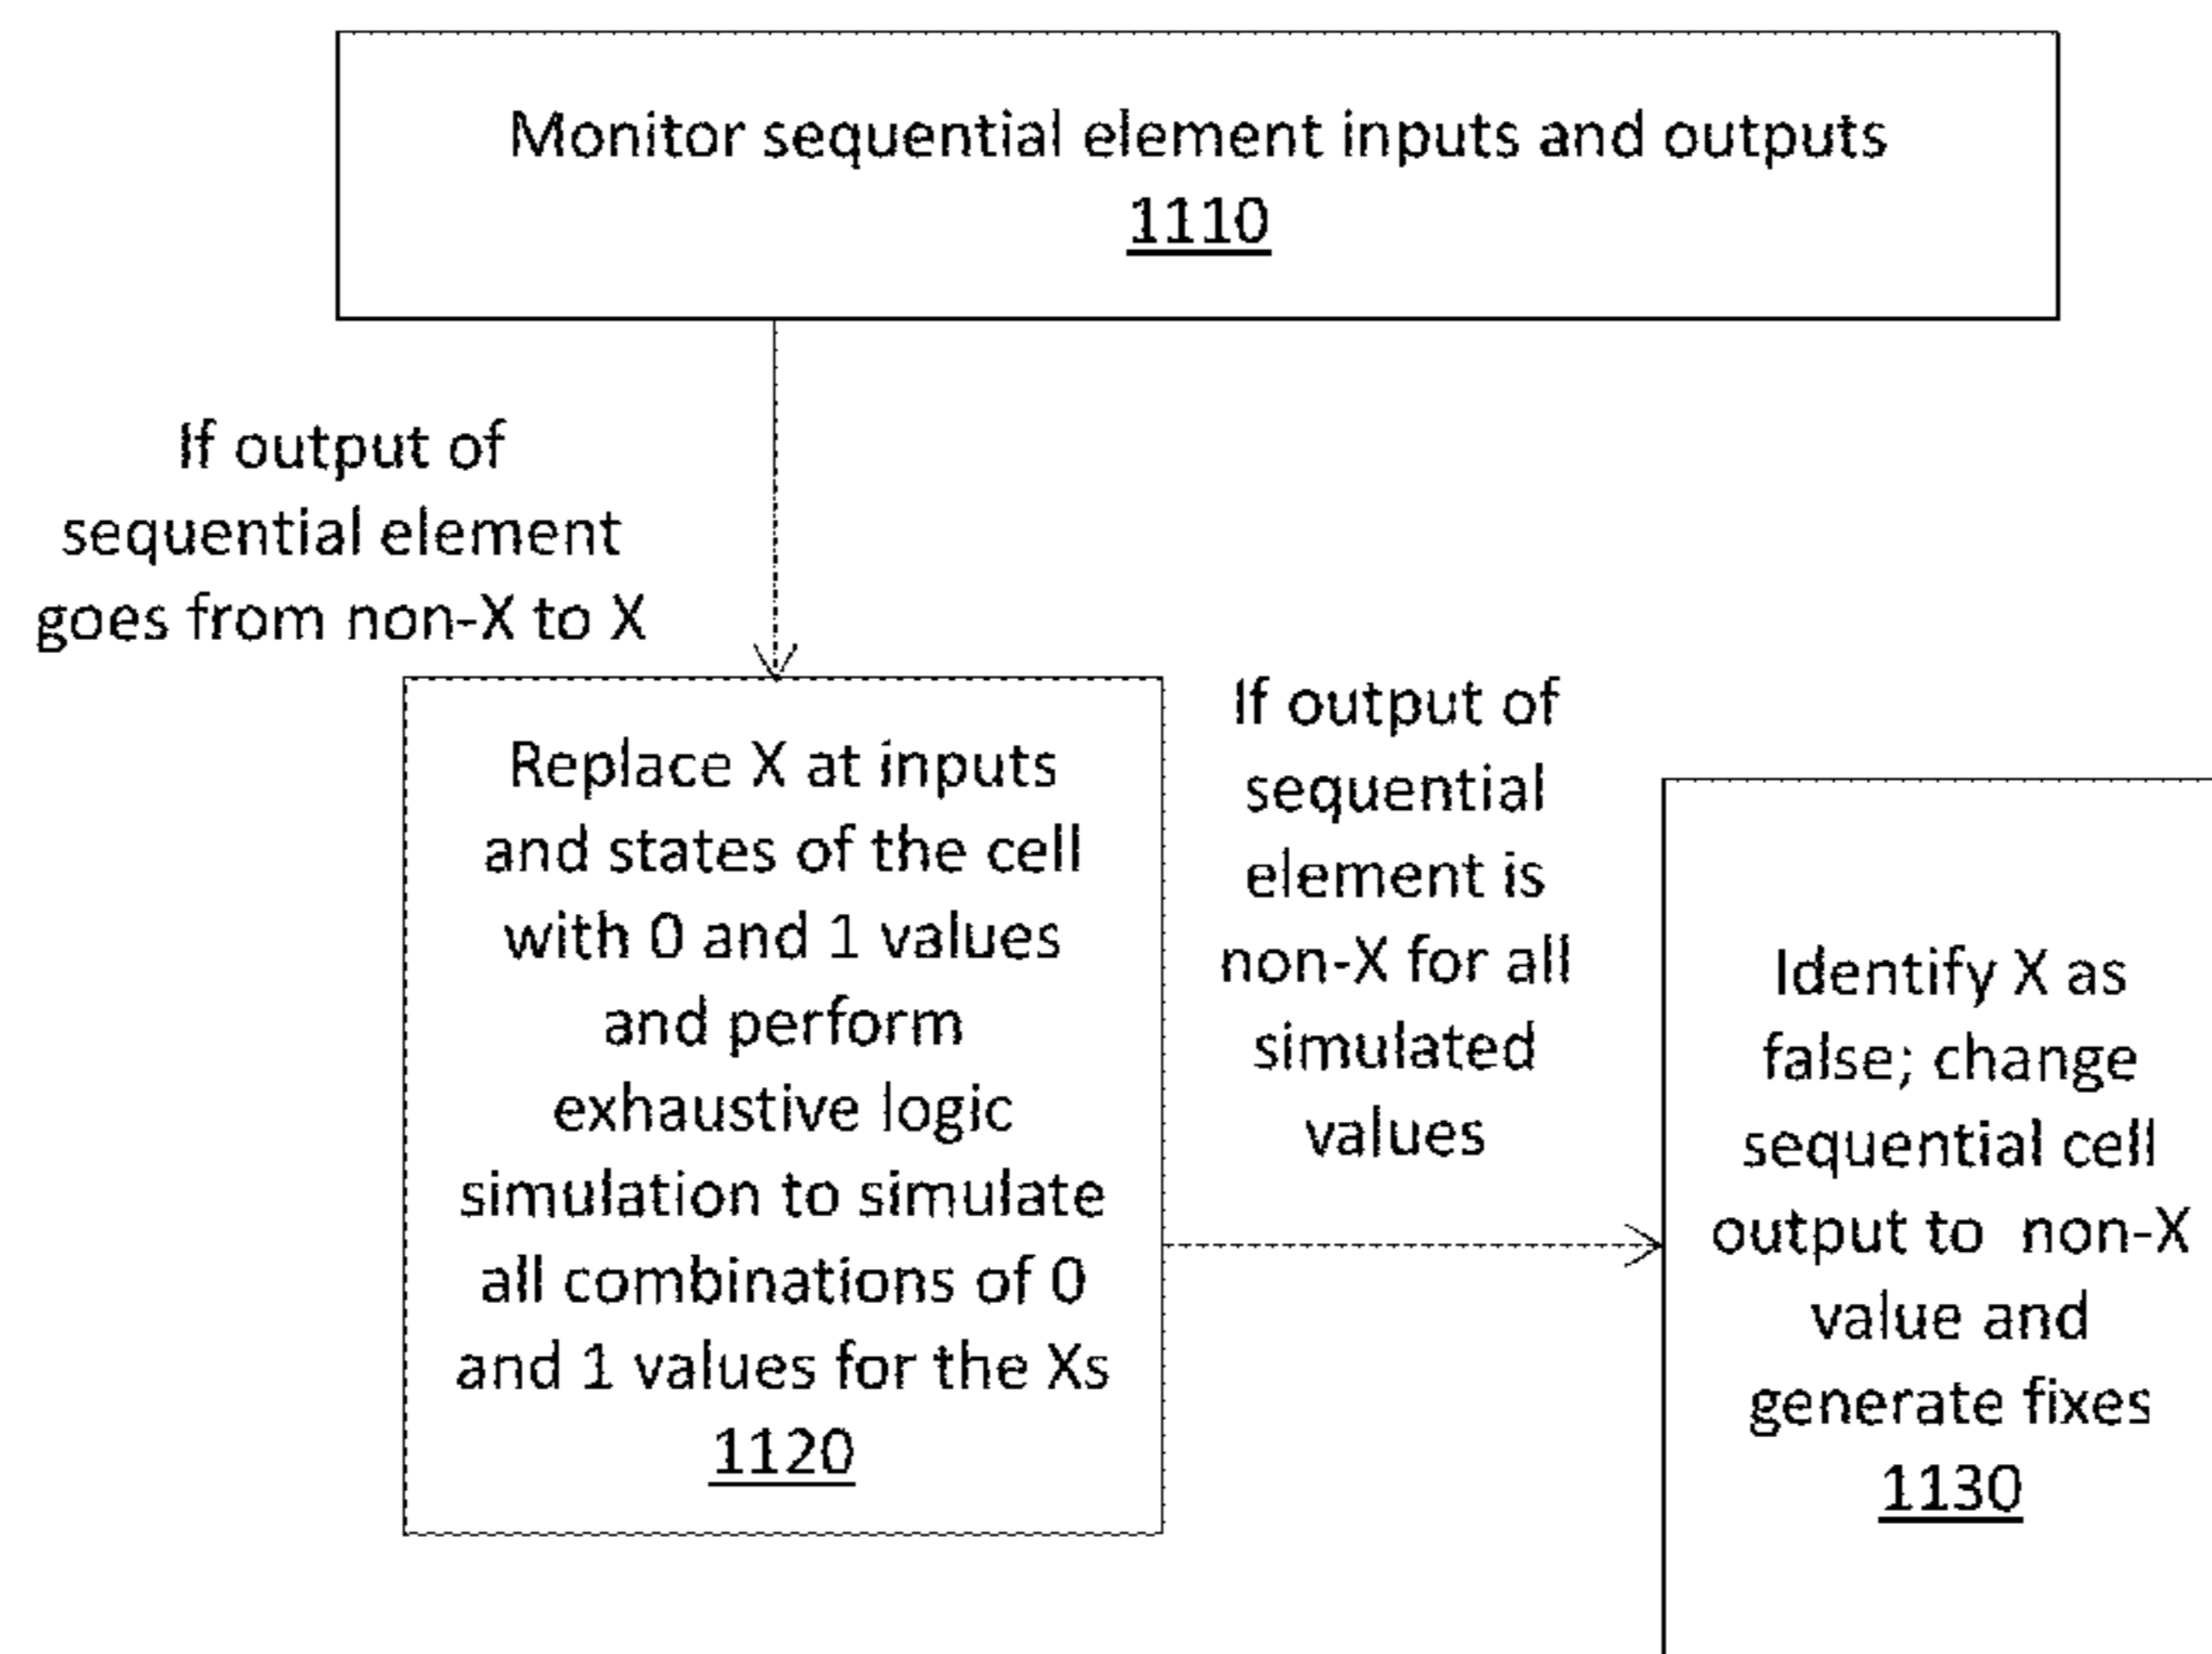 Monitor sequential element inputs and outputs
1110
If output of
sequential element
goes from non-X to X
Replace X at inputs
and states of the cell
with 0 and 1 values
and perform
exhaustive logic
simulation to simulate
all combinations of 0
and 1 values for the Xs
1120
If output of
sequential
element is
non-X for all
simulated
values
Identify X as
false; change
sequential cell
output to non-X
value and
generate fixes
1130